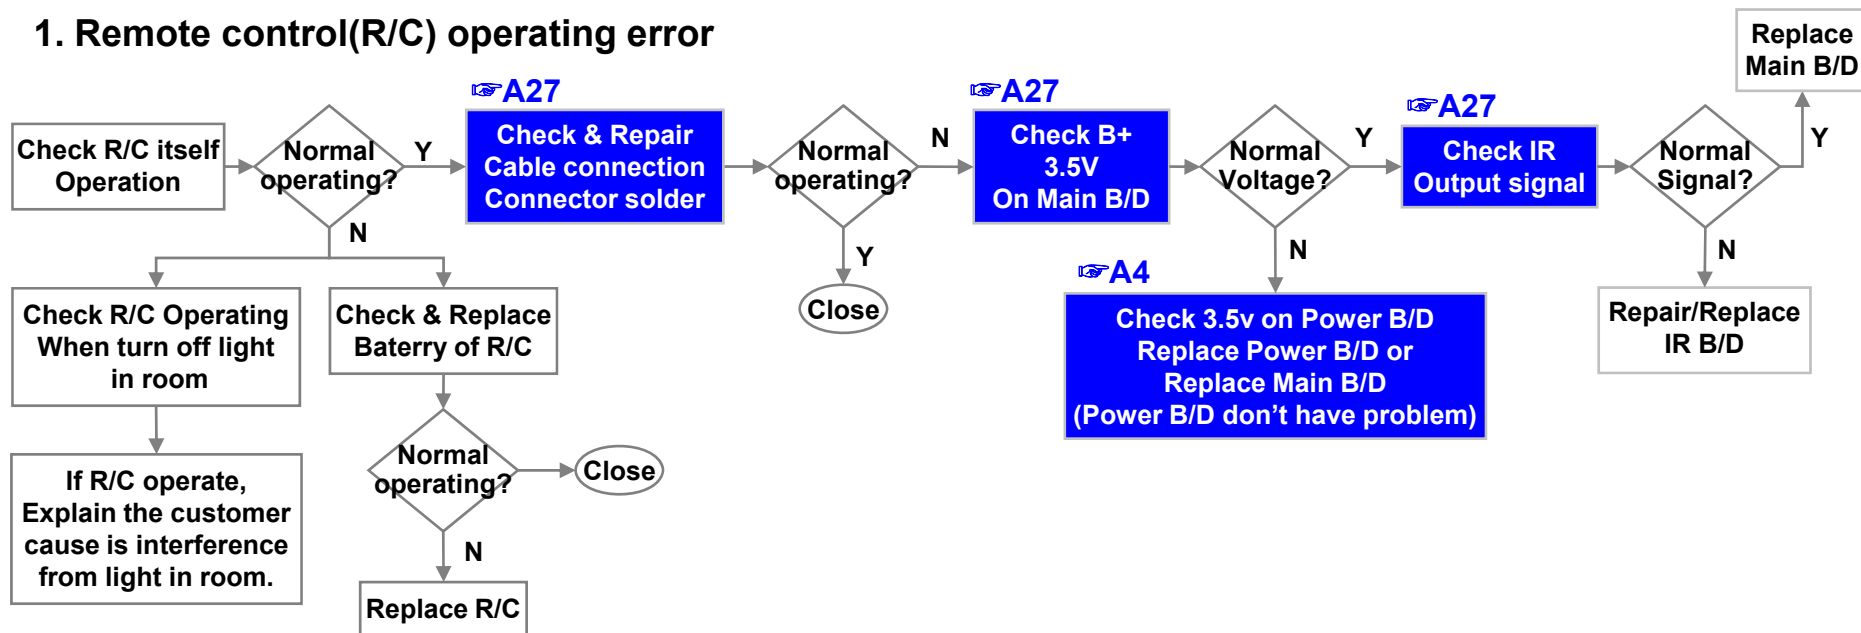 1. Remote control(R/C) operating error
Check R/C itself
Operation
Normal
operating?
Y
N
☞A27
Check & Repair
Cable connection
Connector solder
Normal
operating?
N
Y
Close
☞A27
Check B+
3.5V
On Main B/D
Normal
Voltage?
Y
N
☞A27
Check IR
Output signal
Normal
Signal?
Y
N
Replace
Main B/D
Repair/Replace
IR B/D
☞A4
Check 3.5v on Power B/D
Replace Power B/D or
Replace Main B/D
(Power B/D don’t have problem)
Check R/C Operating
When turn off light
in room
If R/C operate,
Explain the customer
cause is interference
from light in room.
Check & Replace
Baterry of R/C
Normal
operating?
Close
N
Replace R/C